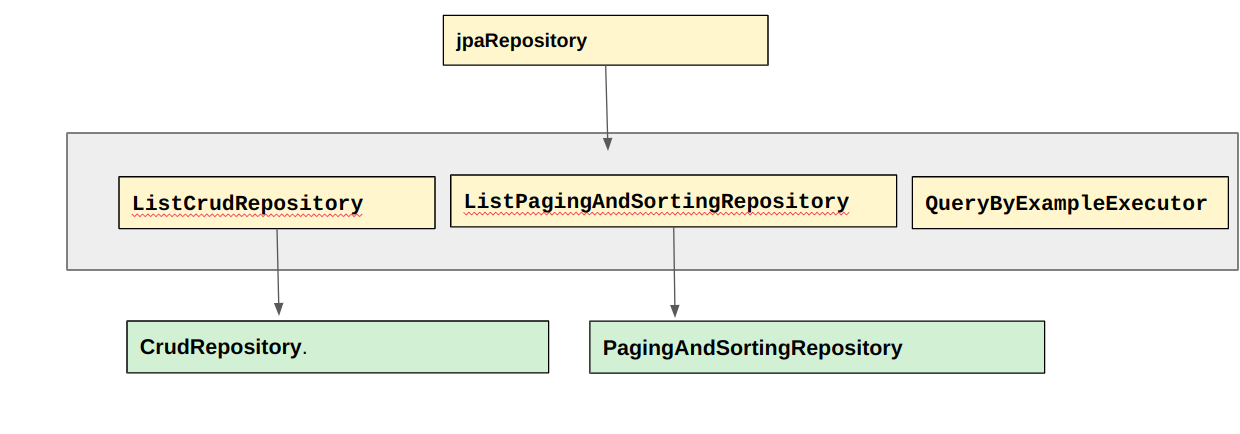 jpaRepository
ListCrudRepository
ListPagingAndSortingRepository
QueryByExampleExecutor
CrudRepository.
PagingAndSortingRepository